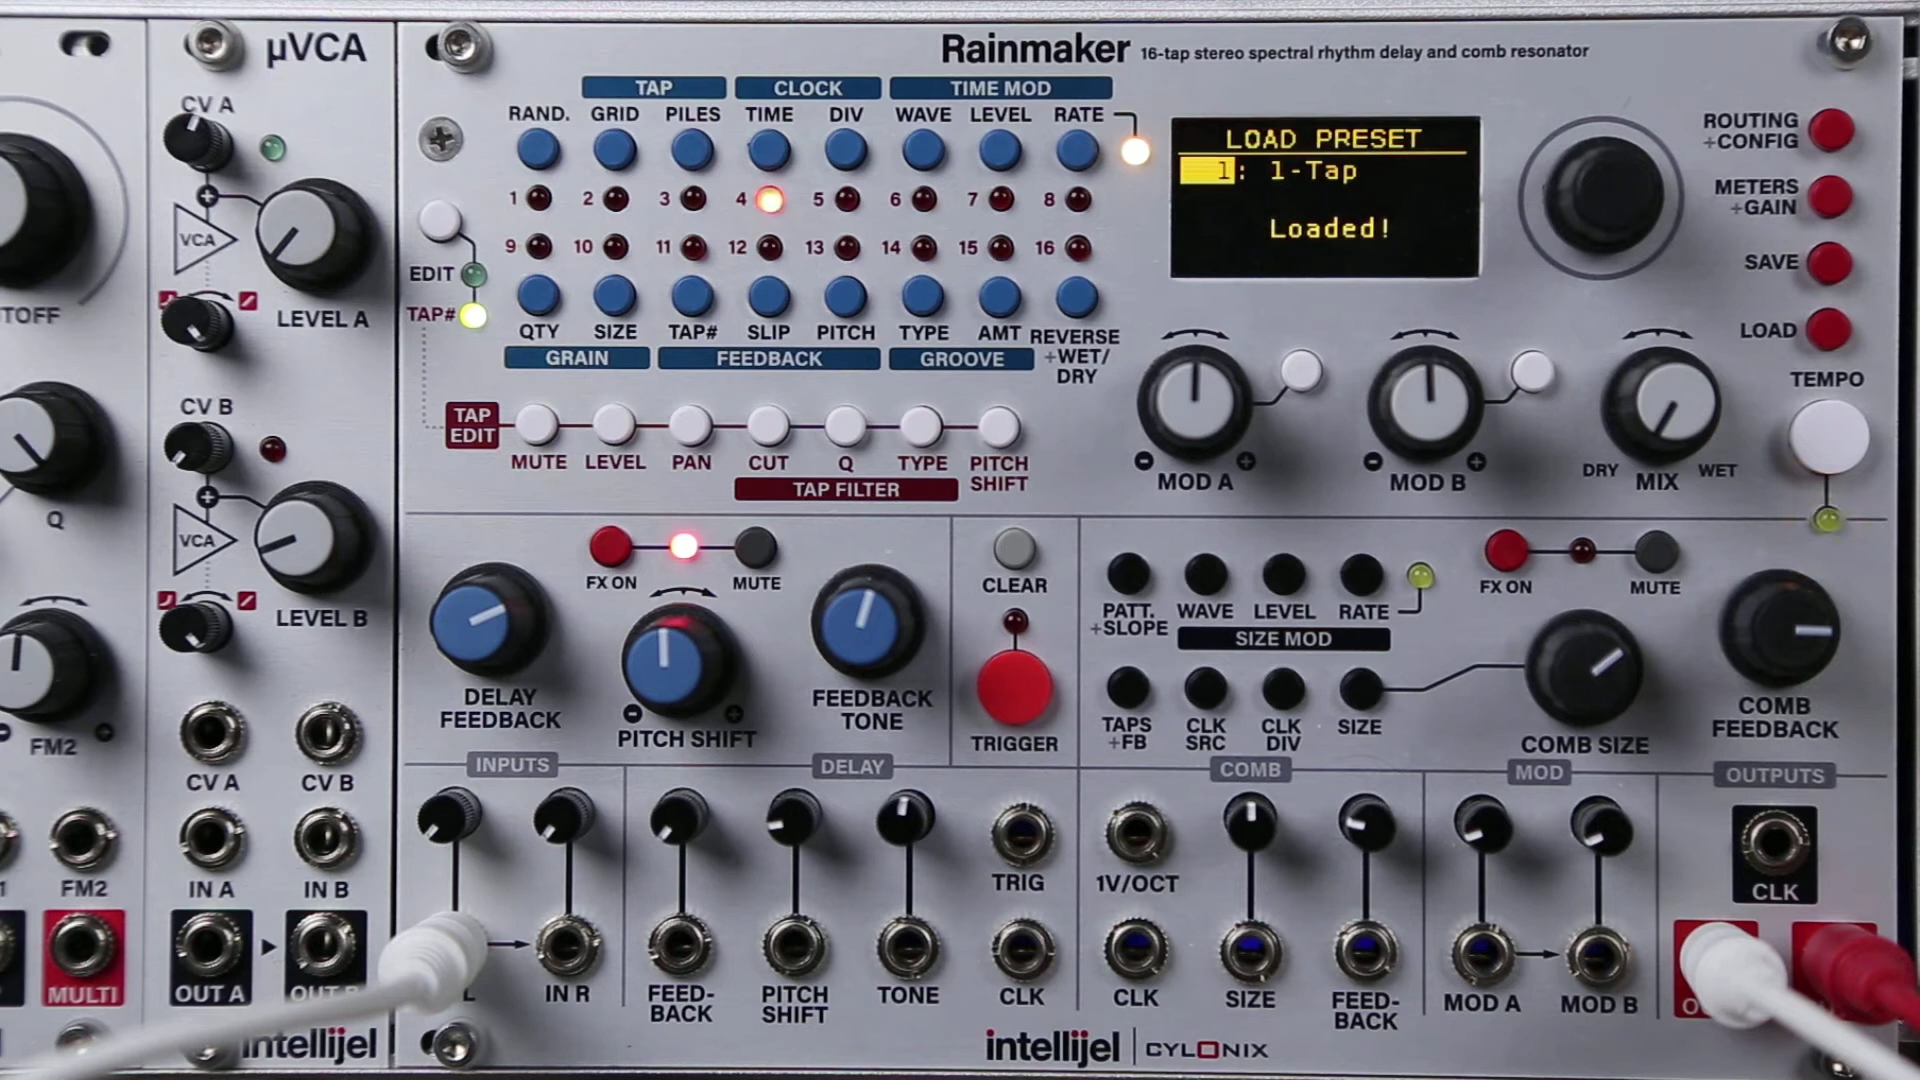 µVCA
CV A
VCA
LEVEL A
CV B
VCA
LEVEL B
CV A
CV B
IN A
IN B
OUT A
intellijel
TOFF
Q
FM2
FM2
MULTI
Rainmaker 16-tap stereo spectral rhythm delay and comb resonator
TAP
CLOCK
TIME MOD
RAND.
GRID
PILES
TIME
DIV
WAVE
LEVEL
RATE
1
2
3
4
5
6
7
8
9
10
11
12
13
14
15
16
EDIT
TAP#
QTY
SIZE
TAP#
SLIP
PITCH
TYPE
AMT
REVERSE
+WET/
DRY
GRAIN
FEEDBACK
GROOVE
TAP
EDIT
MUTE
LEVEL
PAN
CUT
Q
TYPE
PITCH
SHIFT
TAP FILTER
LOAD PRESET
1: 1-Tap
Loaded!
ROUTING
+CONFIG
METERS
+GAIN
SAVE
LOAD
TEMPO
MOD A
MOD B
DRY
MIX
WET
FX ON
MUTE
DELAY
FEEDBACK
PITCH SHIFT
FEEDBACK
TONE
CLEAR
TRIGGER
PATT.
+SLOPE
WAVE
LEVEL
RATE
SIZE MOD
TAPS
+FB
CLK
SRC
CLK
DIV
SIZE
FX ON
MUTE
COMB SIZE
COMB
FEEDBACK
INPUTS
DELAY
COMB
MOD
OUTPUTS
TRIG
1V/OCT
CLK
IN R
FEED-
BACK
PITCH
SHIFT
TONE
CLK
CLK
SIZE
FEED-
BACK
MOD A
MOD B
intellijel
CYLONIX